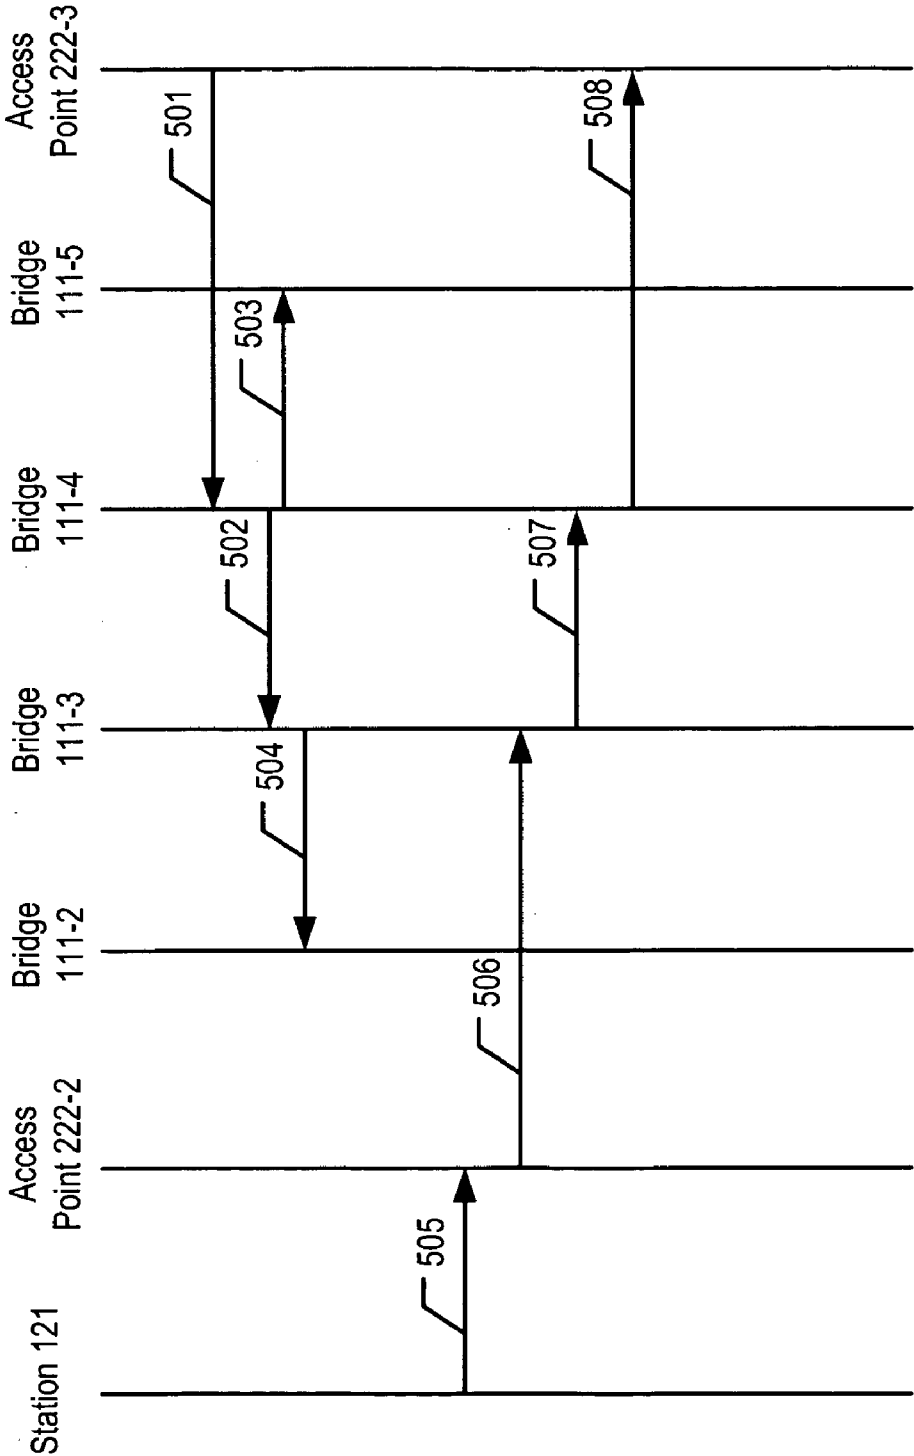 Station 121
Access
Point 222-2
Bridge
111-2
Bridge
111-3
Bridge
111-4
Bridge
111-5
Access
Point 222-3
501
502
503
504
505
506
507
508